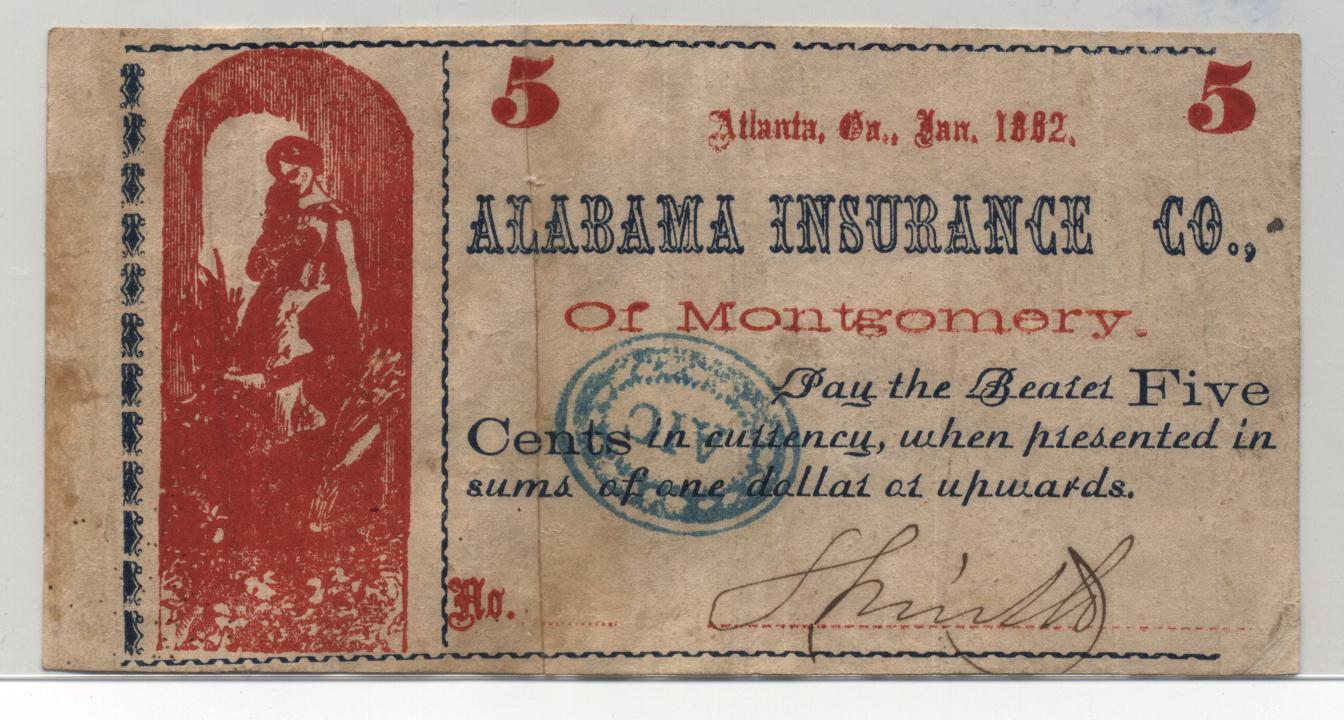 5 5
Atlanta, Ga., Jan. 1862.
ALABAMA INSURANCE CO.,
Of Montgomery.
Pay the Bearer Five
Cents in currency, when presented in
sums of one dollar or upwards.
AIC
No.